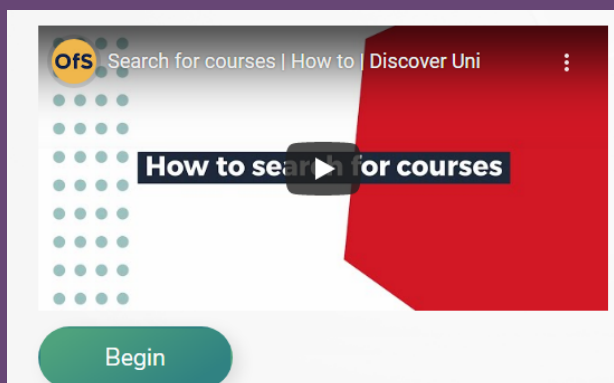 OfS Search for courses | How to | Discover Uni
How to search for courses
Begin